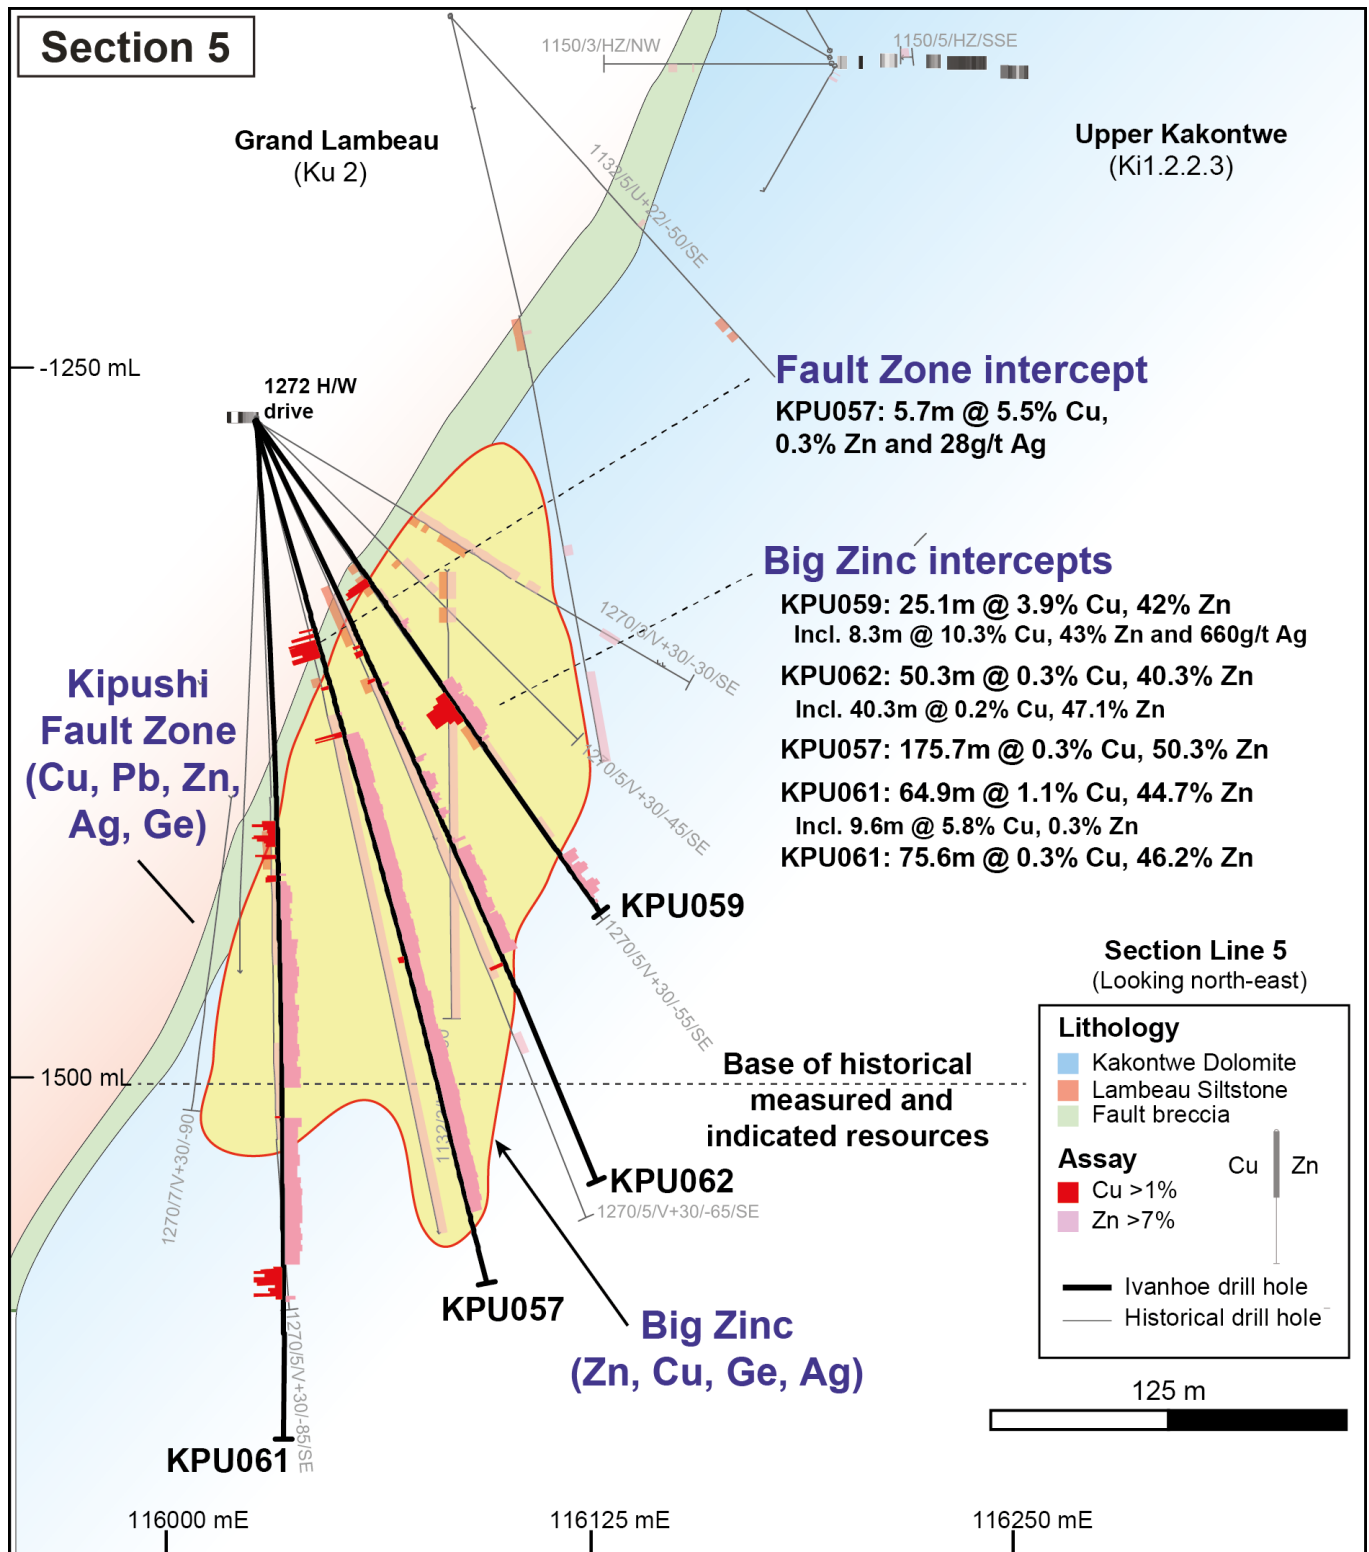 Section 5
1150/3/HZ/NW
1150/5/HZ/SSE
Grand Lambeau
(Ku 2)
Upper Kakontwe
(Ki1.2.2.3)
1132/5/U+22/-50/SE
-1250 mL
1272 H/W
drive
Fault Zone intercept
KPU057: 5.7m @ 5.5% Cu,
0.3% Zn and 28g/t Ag
Big Zinc intercepts
KPU059: 25.1m @ 3.9% Cu, 42% Zn
Incl. 8.3m @ 10.3% Cu, 43% Zn and 660g/t Ag
KPU062: 50.3m @ 0.3% Cu, 40.3% Zn
Incl. 40.3m @ 0.2% Cu, 47.1% Zn
KPU057: 175.7m @ 0.3% Cu, 50.3% Zn
KPU061: 64.9m @ 1.1% Cu, 44.7% Zn
Incl. 9.6m @ 5.8% Cu, 0.3% Zn
KPU061: 75.6m @ 0.3% Cu, 46.2% Zn
1270/3/V+30/-30/SE
Kipushi
Fault Zone
(Cu, Pb, Zn,
Ag, Ge)
1270/5/V+30/-45/SE
KPU059
1270/5/V+30/-55/SE
Section Line 5
(Looking north-east)
Lithology
Kakontwe Dolomite
Lambeau Siltstone
Fault breccia
Assay
Cu >1%
Zn >7%
Cu
Zn
Ivanhoe drill hole
Historical drill hole
1500 mL
Base of historical
measured and
indicated resources
1270/7/V+30/-90
KPU062
1270/5/V+30/-65/SE
KPU057
Big Zinc
(Zn, Cu, Ge, Ag)
1270/5/V+30/-85/SE
KPU061
125 m
116000 mE
116125 mE
116250 mE